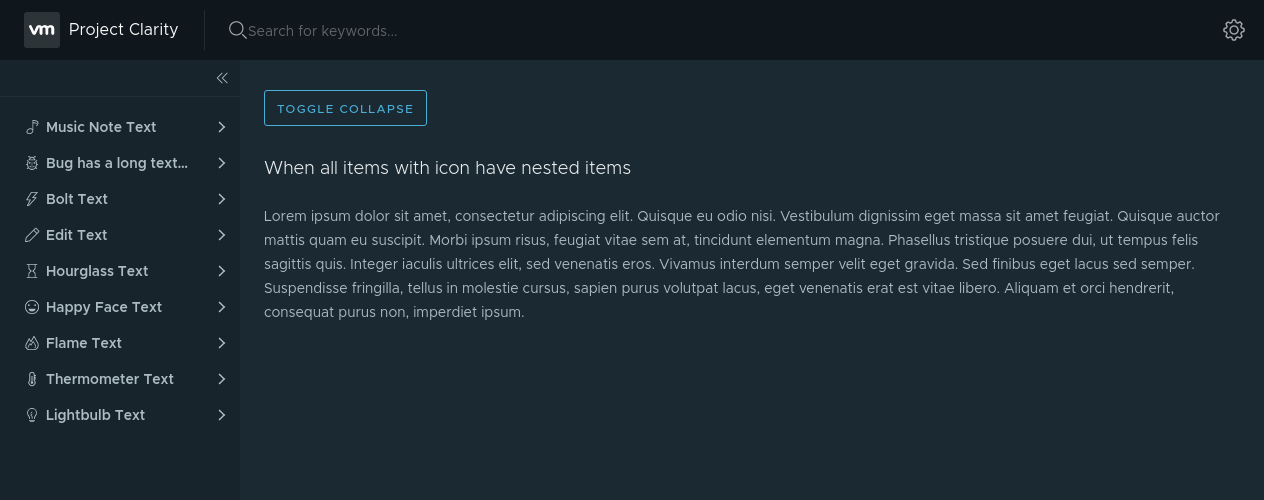 vm Project Clarity Search for keywords...
TOGGLE COLLAPSE
Music Note Text
Bug has a long text...
Bolt Text
Edit Text
Hourglass Text
Happy Face Text
Flame Text
Thermometer Text
Lightbulb Text
When all items with icon have nested items
Lorem ipsum dolor sit amet, consectetur adipiscing elit. Quisque eu odio nisi. Vestibulum dignissim eget massa sit amet feugiat. Quisque auctor
mattis quam eu suscipit. Morbi ipsum risus, feugiat vitae sem at, tincidunt elementum magna. Phasellus tristique posuere dui, ut tempus felis
sagittis quis. Integer iaculis ultrices elit, sed venenatis eros. Vivamus interdum semper velit eget gravida. Sed finibus eget lacus sed semper.
Suspendisse fringilla, tellus in molestie cursus, sapien purus volutpat lacus, eget venenatis erat est vitae libero. Aliquam et orci hendrerit,
consequat purus non, imperdiet ipsum.